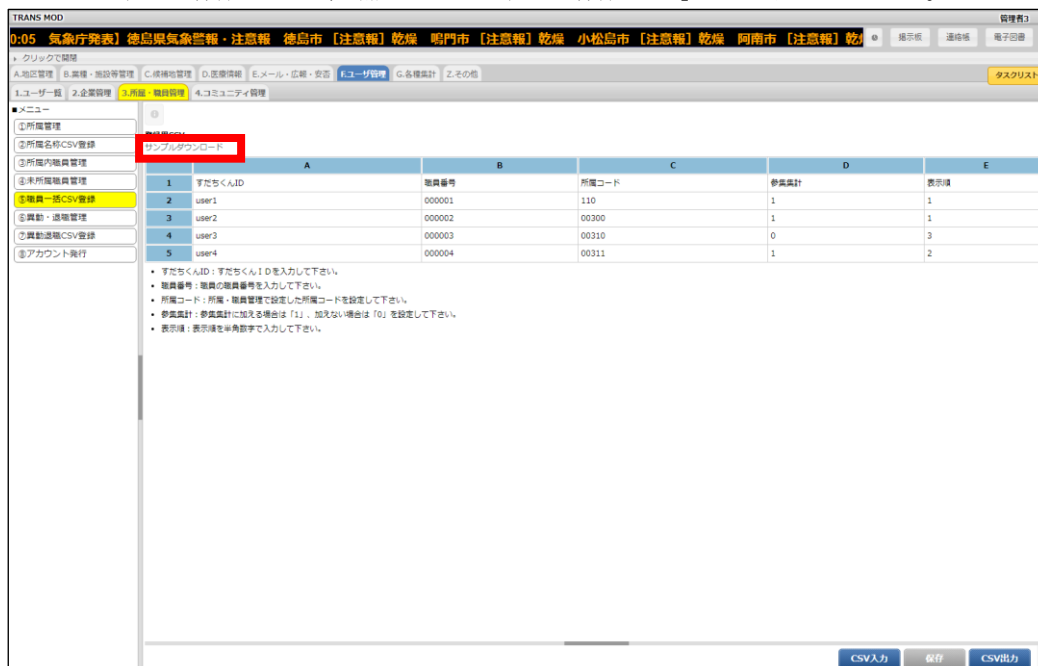 TRANS MOD 管理者3
0:05 気象庁発表】徳島県気象警報・注意報 徳島市 [注意報] 乾燥 鳴門市 [注意報] 乾燥 小松島市 [注意報] 乾燥 阿南市 [注意報] 乾燥 掲示板 連絡帳 電子図書
クリックで開閉
A.地区管理 B.業種・施設等管理 C.候補地管理 D.医療情報 E.メール・広報・安否 F.ユーザ管理 G.各種集計 Z.その他 タスクリスト
1.ユーザ一覧 2.企業管理 3.所属・職員管理 4.コミュニティ管理
■メニュー
①所属管理
②所属名称CSV登録
③所属内職員管理
④未所属職員管理
⑤職員一括CSV登録
⑥異動・退職管理
⑦異動退職CSV登録
⑧アカウント発行
登録用CSV
サンプルダウンロード
A B C D E
1 すだちくんID 職員番号 所属コード 参集集計 表示順
2 user1 000001 110 1 1
3 user2 000002 00300 1 1
4 user3 000003 00310 0 3
5 user4 000004 00311 1 2
• すだちくんID：すだちくんＩＤを入力して下さい。
• 職員番号：職員の職員番号を入力して下さい。
• 所属コード：所属・職員管理で設定した所属コードを設定して下さい。
• 参集集計：参集集計に加える場合は「1」、加えない場合は「0」を設定して下さい。
• 表示順：表示順を半角数字で入力して下さい。
CSV入力 保存 CSV出力